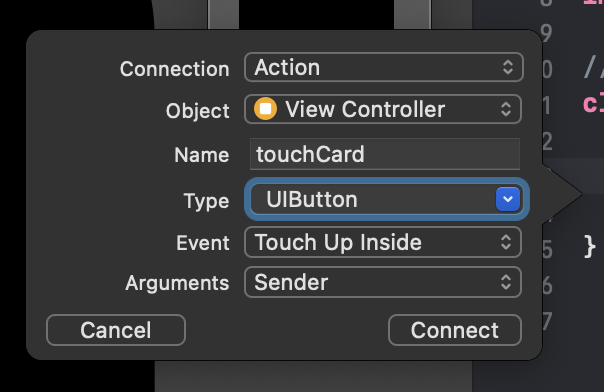 Connection Action
Object View Controller
Name touchCard
Type UIButton
Event Touch Up Inside
Arguments Sender
Cancel Connect
8
9
0 //
1 cl
2
5 }
6
7